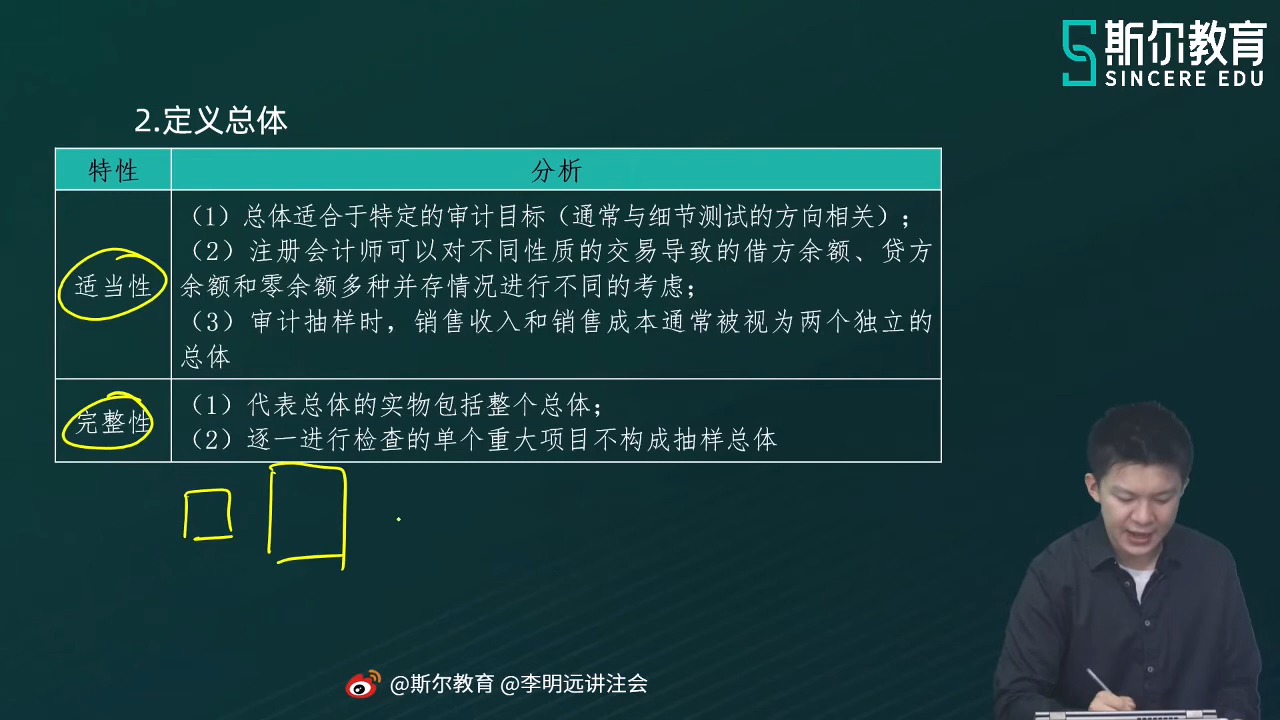 斯尔教育
SINCERE EDU
2.定义总体
特性
分析
适当性
（1）总体适合于特定的审计目标（通常与细节测试的方向相关）；
（2）注册会计师可以对不同性质的交易导致的借方余额、贷方
余额和零余额多种并存情况进行不同的考虑；
（3）审计抽样时，销售收入和销售成本通常被视为两个独立的
总体
完整性
（1）代表总体的实物包括整个总体；
（2）逐一进行检查的单个重大项目不构成抽样总体
@斯尔教育 @李明远讲注会